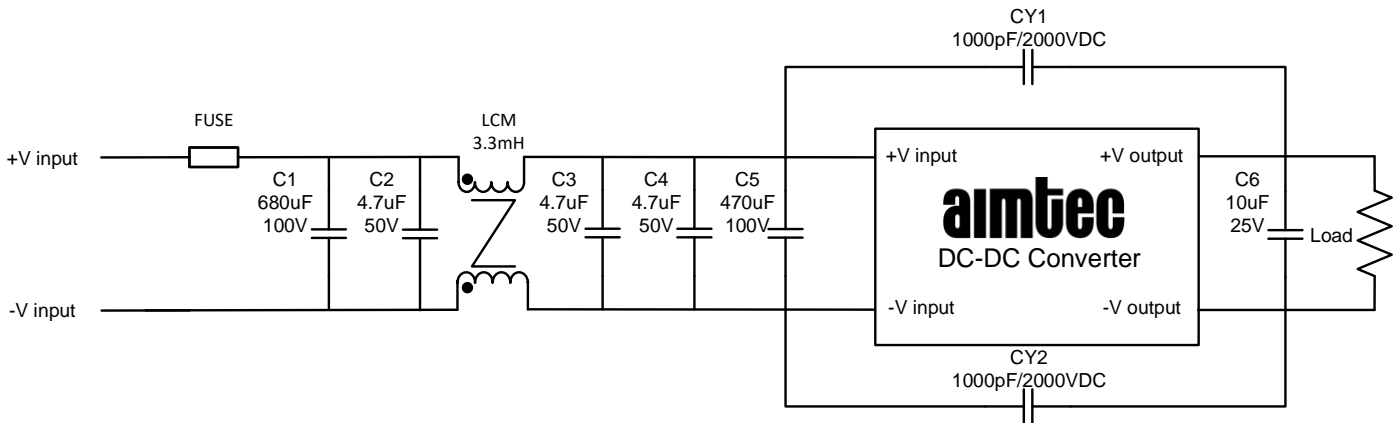 CY1
1000pF/2000VDC
FUSE
LCM
3.3mH
+V input
C1
680uF
100V
C2
4.7uF
50V
C3
4.7uF
50V
C4
4.7uF
50V
C5
470uF
100V
+V input
+V output
aimtec
DC-DC Converter
C6
10uF
25V
Load
-V input
-V input
-V output
CY2
1000pF/2000VDC